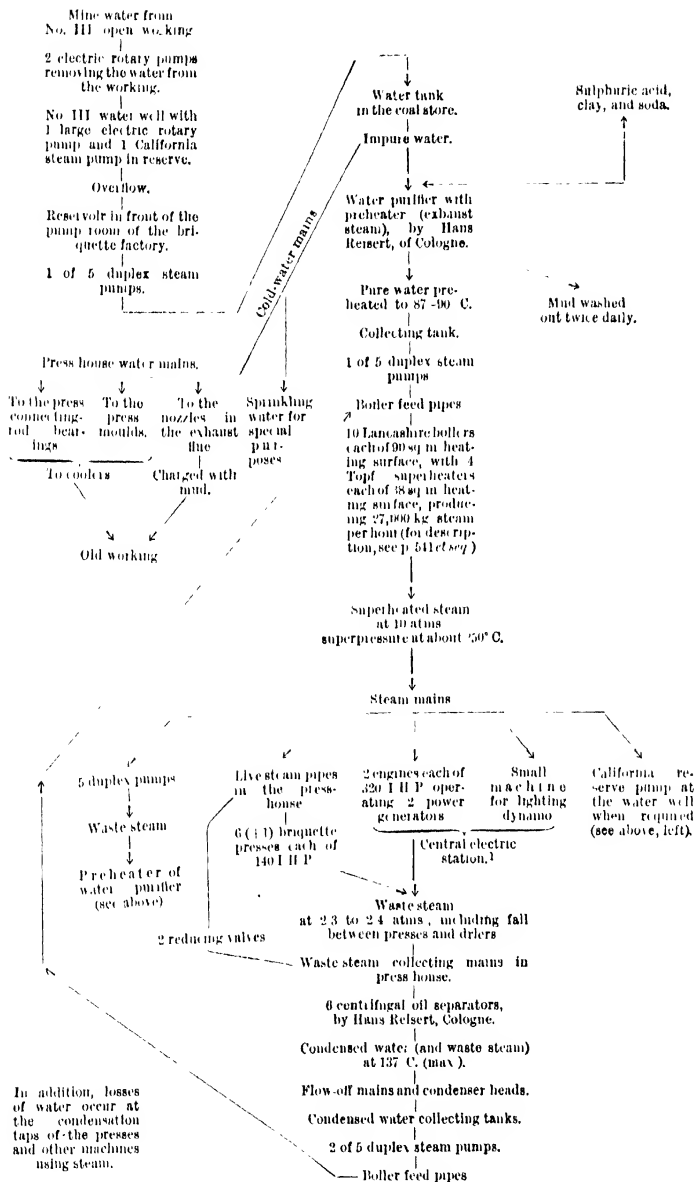 Mine water from
No. III open working
2 electric rotary pumps
removing the water from
the working.
No III water well with
1 large electric rotary
pump and 1 California
steam pump in reserve.
Overflow.
Reservoir in front of the
pump room of the bri-
quette factory.
1 of 5 duplex steam
pumps.
Cold-water mains
Press house water mains.
To the press
connecting-
rod bear-
ings
To the
press
moulds.
To the
nozzles in
the exhaust
flue
Sprinkling
water for
special
pur-
poses
To coolers
Charged with
mud.
Old working
Water tank
in the coal store.
Impure water.
Sulphuric acid,
clay, and soda.
Water purifier with
preheater (exhaust
steam), by Hans
Reisert, of Cologne.
Mud washed
out twice daily.
Pure water pre-
heated to 87-90 C.
Collecting tank.
1 of 5 duplex steam
pumps
Boiler feed pipes
10 Lancashire boilers
each of 90 sq m heat-
ing surface, with 4
Topf superheaters
each of 38 sq m heat-
ing surface, produc-
ing 27,000 kg steam
per hour (for descrip-
tion, see p 541 et seq)
Superheated steam
at 10 atms
superpressure at about 250° C.
Steam mains
5 duplex pumps
Waste steam
Preheater of
water purifier
(see above)
Live steam pipes
in the press-
house
6 (+1) briquette
presses each of
140 I H P
2 reducing valves
2 engines each of
320 I H P oper-
ating 2 power
generators
Small
machine
for lighting
dynamo
California re-
serve pump at
the water well
when required
(see above, left).
Central electric
station.1
Waste steam
at 2 3 to 2 4 atms, including fall
between presses and driers
Waste steam collecting mains in
press house.
6 centrifugal oil separators,
by Hans Reisert, Cologne.
Condensed water (and waste steam)
at 137 C. (max).
Flow-off mains and condenser heads.
Condensed water collecting tanks.
2 of 5 duplex steam pumps.
Boiler feed pipes
In addition, losses
of water occur at
the condensation
taps of the presses
and other machines
using steam.